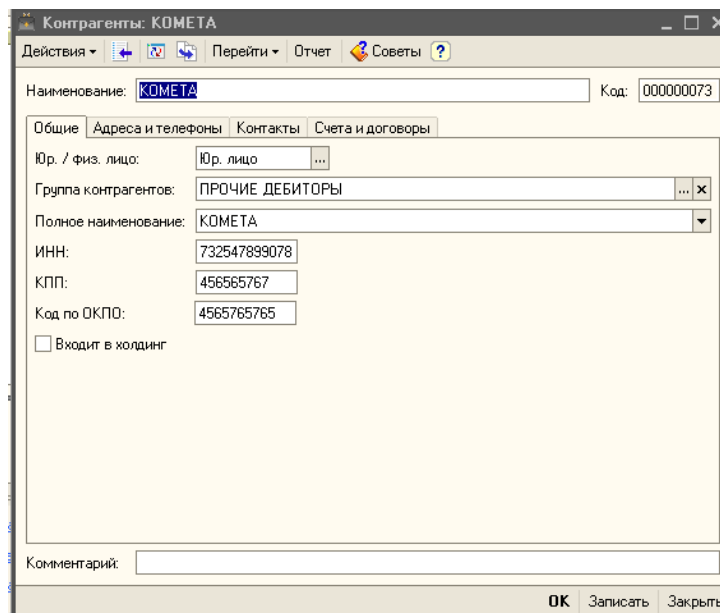 Контрагенты: КОМЕТА
Действия Перейти Отчет Советы ?
Наименование: КОМЕТА Код: 000000073
Общие Адреса и телефоны Контакты Счета и договоры
Юр. / физ. лицо: Юр. лицо ...
Группа контрагентов: ПРОЧИЕ ДЕБИТОРЫ ... x
Полное наименование: КОМЕТА
ИНН: 732547899078
КПП: 456565767
Код по ОКПО: 4565765765
Входит в холдинг
Комментарий:
OK Записать Закрыть